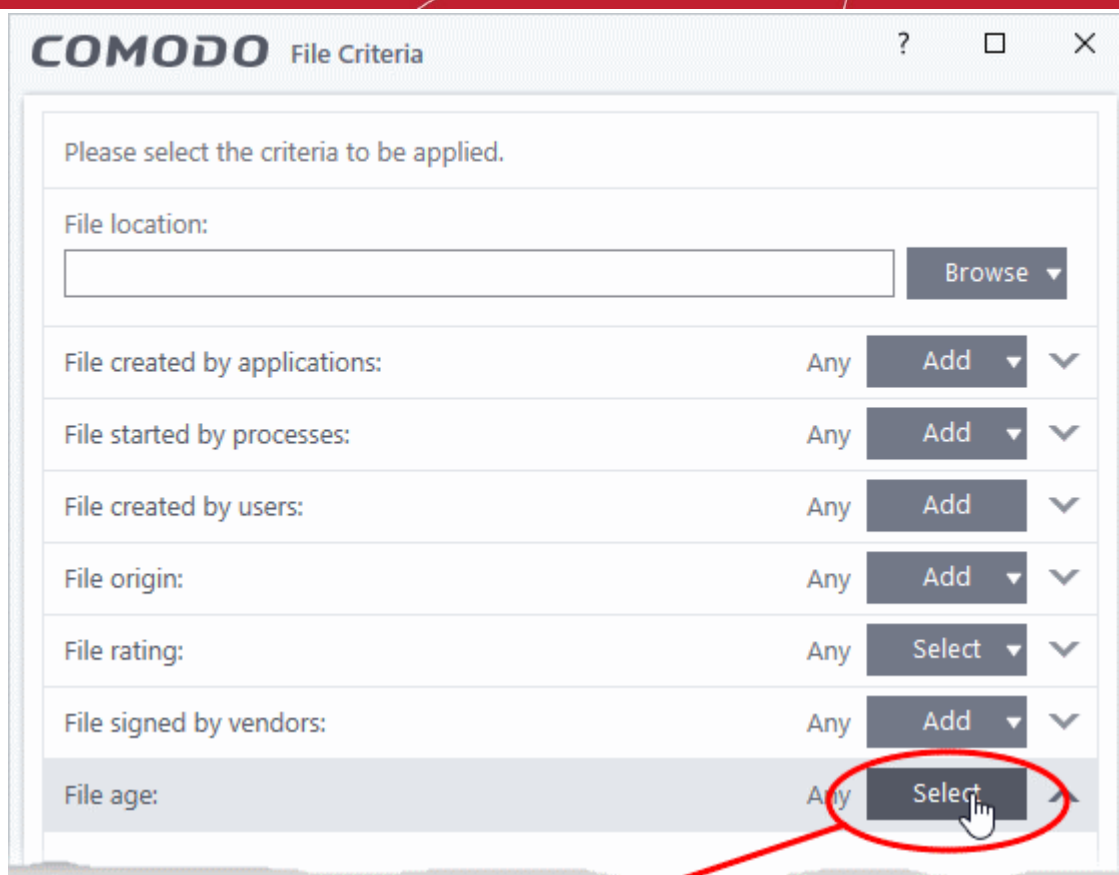 COMODO File Criteria ?
Please select the criteria to be applied.
File location:
Browse
File created by applications: Any Add
File started by processes: Any Add
File created by users: Any Add
File origin: Any Add
File rating: Any Select
File signed by vendors: Any Add
File age: Any Select